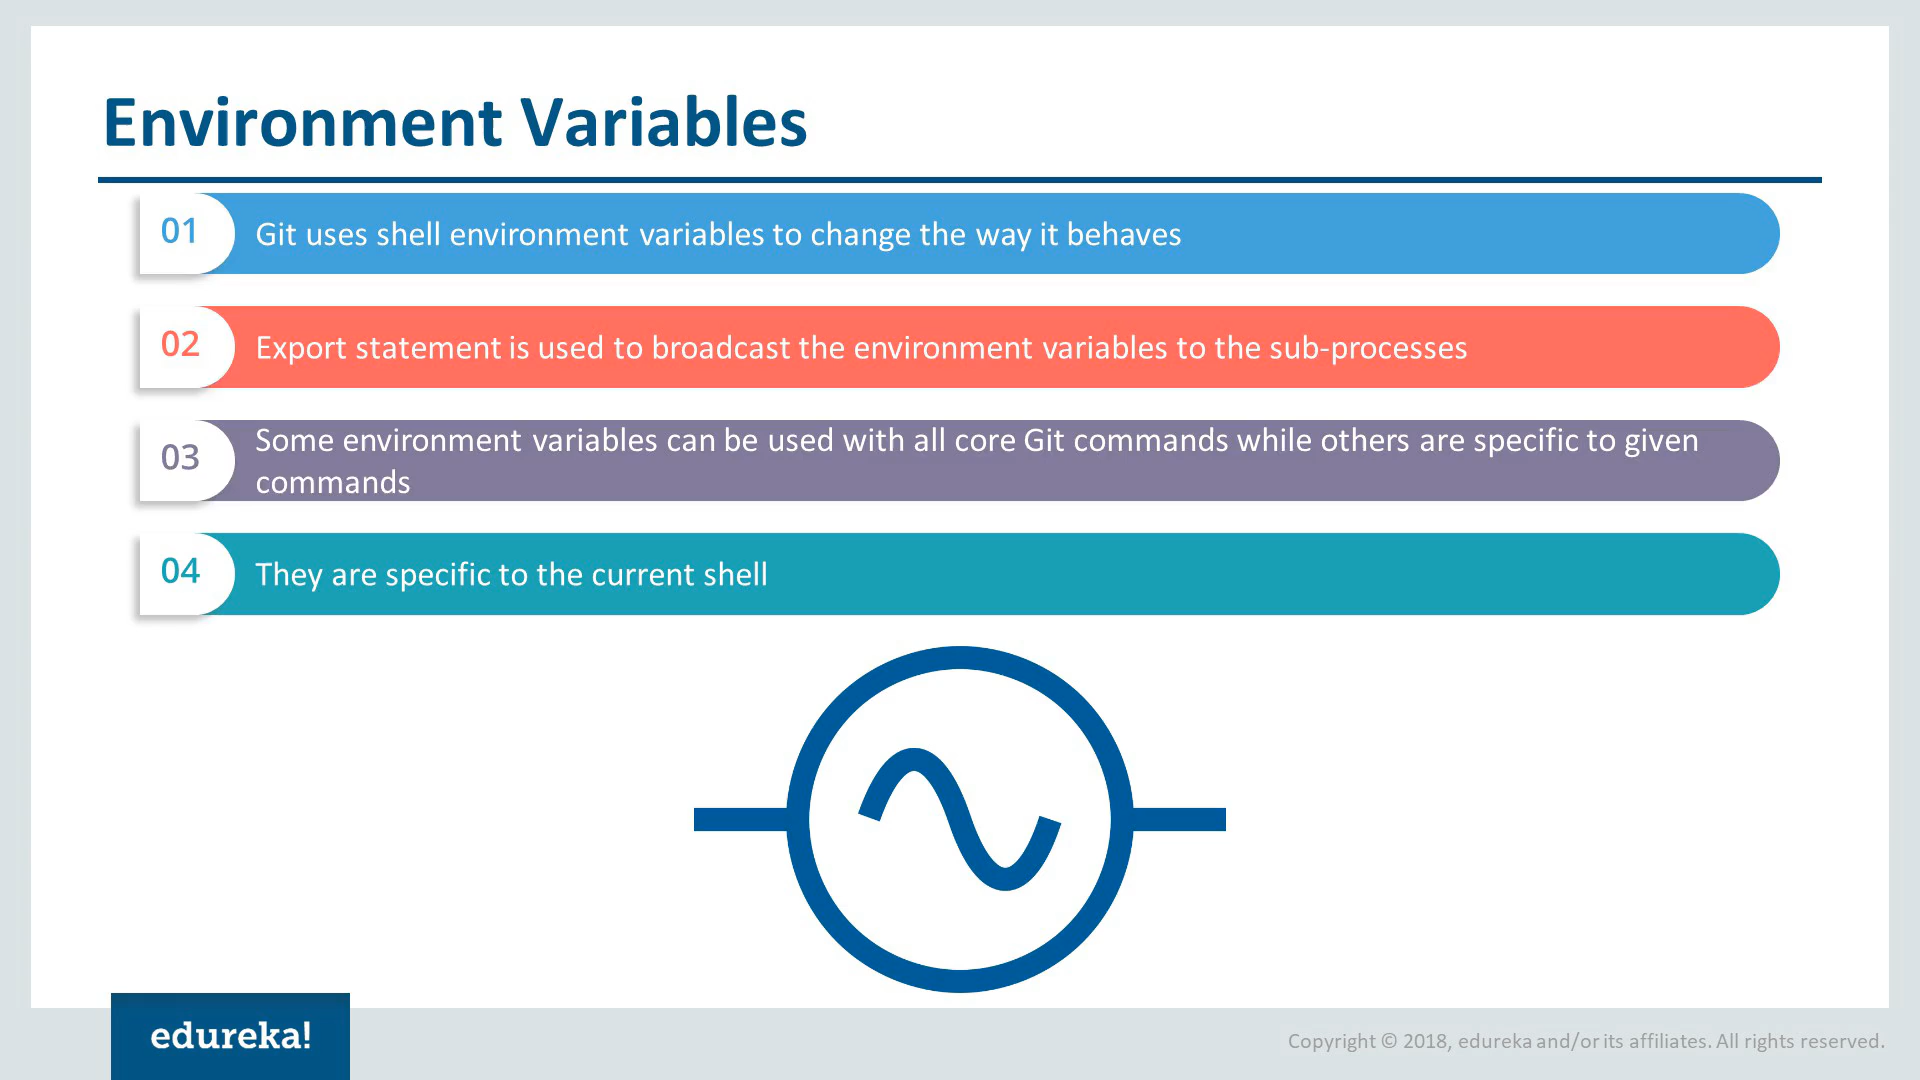 Environment Variables
01
Git uses shell environment variables to change the way it behaves
02
Export statement is used to broadcast the environment variables to the sub-processes
03
Some environment variables can be used with all core Git commands while others are specific to given
commands
04
They are specific to the current shell
edureka!
Copyright © 2018, edureka and/or its affiliates. All rights reserved.